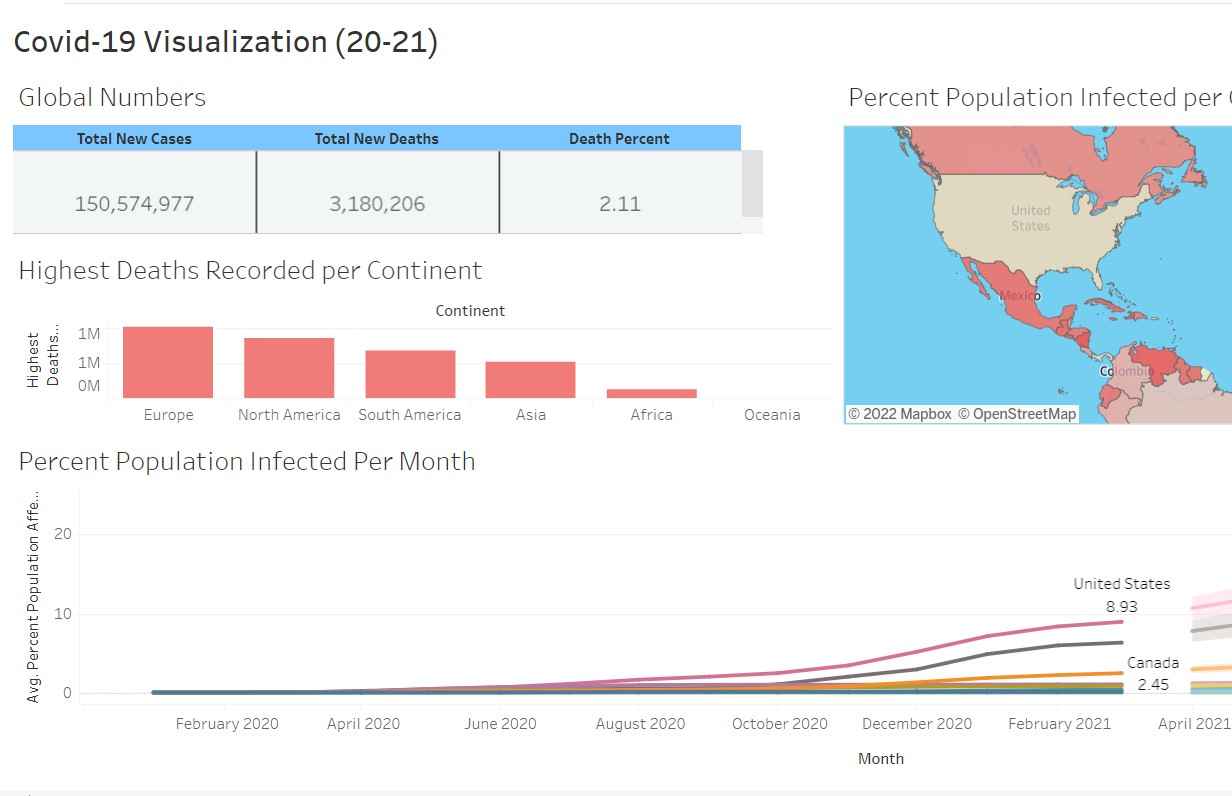 Covid-19 Visualization (20-21)
Global Numbers
Total New Cases Total New Deaths Death Percent
150,574,977 3,180,206 2.11
Highest Deaths Recorded per Continent
Continent
Highest
Deaths...
1M
1M
0M
Europe North America South America Asia Africa Oceania
Percent Population Infected per
United
States
Mexico
Colombia
© 2022 Mapbox © OpenStreetMap
Percent Population Infected Per Month
Avg. Percent Population Affe...
20
10
0
United States
8.93
Canada
2.45
February 2020 April 2020 June 2020 August 2020 October 2020 December 2020 February 2021 April 2021
Month